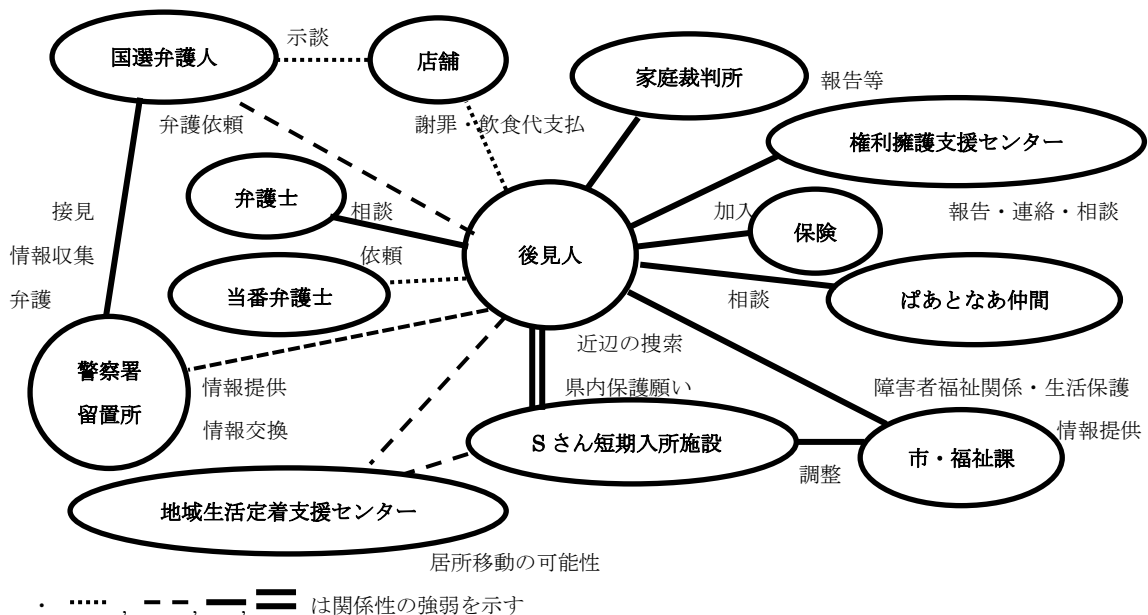 国選弁護人
示談
店舗
家庭裁判所
報告等
弁護依頼
謝罪・飲食代支払
権利擁護支援センター
弁護士
相談
接見
加入
保険
報告・連絡・相談
情報収集
依頼
後見人
当番弁護士
弁護
相談
ぱあとなあ仲間
近辺の捜索
警察署
留置所
情報提供
県内保護願い
障害者福祉関係・生活保護
情報交換
Sさん短期入所施設
情報提供
調整
市・福祉課
地域生活定着支援センター
居所移動の可能性
・ , , , は関係性の強弱を示す